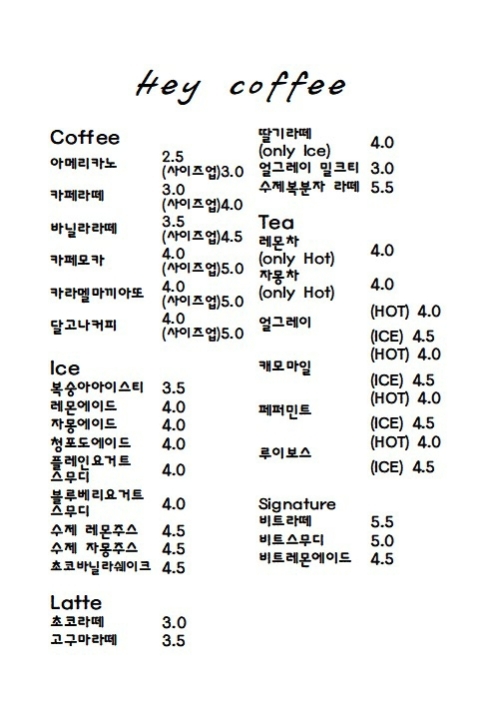 Hey coffee
Coffee
아메리카노 2.5
(사이즈업)3.0
카페라떼 3.0
(사이즈업)4.0
바닐라라떼 3.5
(사이즈업)4.5
카페모카 4.0
(사이즈업)5.0
카라멜마끼아또 4.0
(사이즈업)5.0
달고나커피 4.0
(사이즈업)5.0
Ice
복숭아아이스티 3.5
레몬에이드 4.0
자몽에이드 4.0
청포도에이드 4.0
플레인요거트
스무디 4.0
블루베리요거트
스무디 4.0
수제 레몬주스 4.5
수제 자몽주스 4.5
초코바닐라쉐이크 4.5
Latte
초코라떼 3.0
고구마라떼 3.5
딸기라떼
(only Ice) 4.0
얼그레이 밀크티 3.0
수제복분자 라떼 5.5
Tea
레몬차
(only Hot) 4.0
자몽차
(only Hot) 4.0
얼그레이 (HOT) 4.0
(ICE) 4.5
캐모마일 (HOT) 4.0
(ICE) 4.5
페퍼민트 (HOT) 4.0
(ICE) 4.5
루이보스 (HOT) 4.0
(ICE) 4.5
Signature
비트라떼 5.5
비트스무디 5.0
비트레몬에이드 4.5